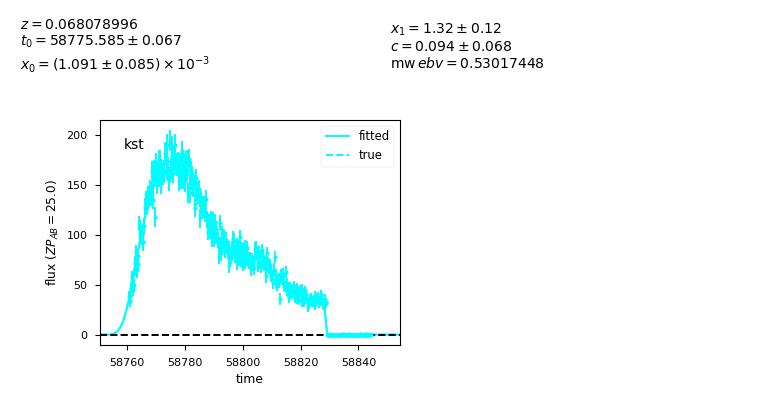 z = 0.068078996
t₀ = 58775.585 ± 0.067
x₀ = (1.091 ± 0.085) × 10⁻³
x₁ = 1.32 ± 0.12
c = 0.094 ± 0.068
mw ebv = 0.53017448
kst
fitted
true
200
150
100
50
0
flux (ZP_AB = 25.0)
58760 58780 58800 58820 58840
time